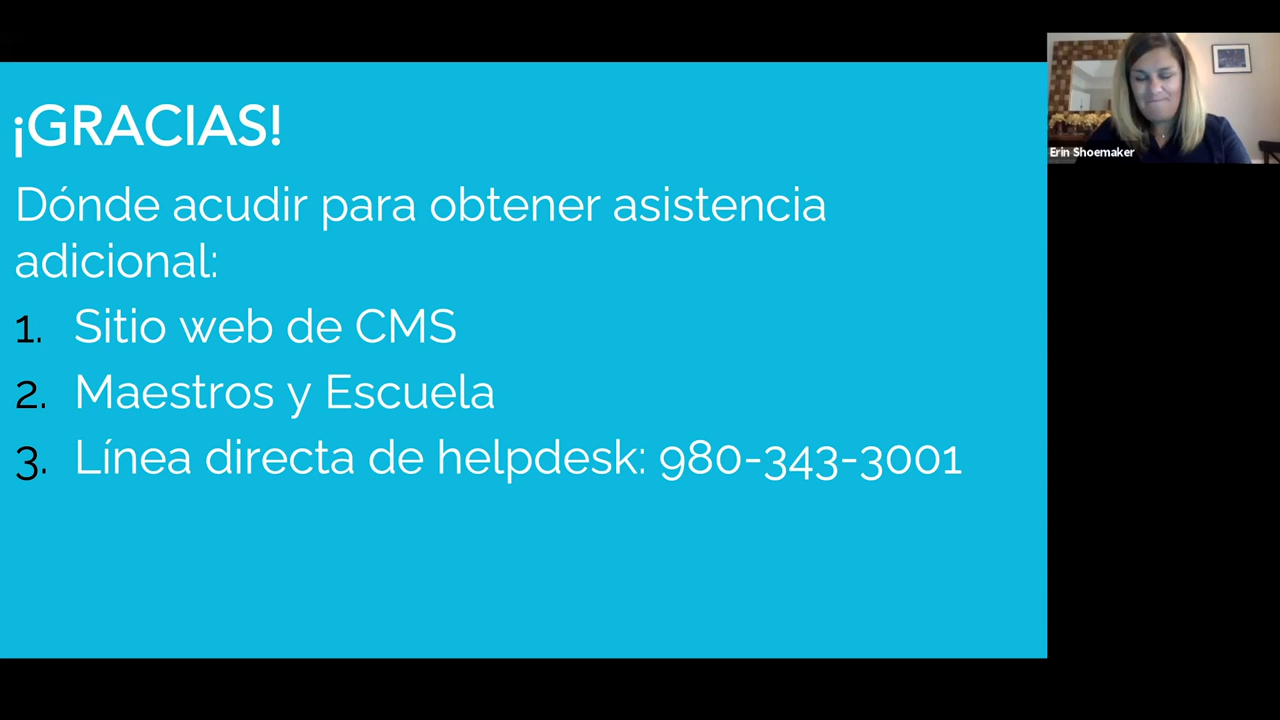 ¡GRACIAS!
Dónde acudir para obtener asistencia
adicional:
1. Sitio web de CMS
2. Maestros y Escuela
3. Línea directa de helpdesk: 980-343-3001
Erin Shoemaker